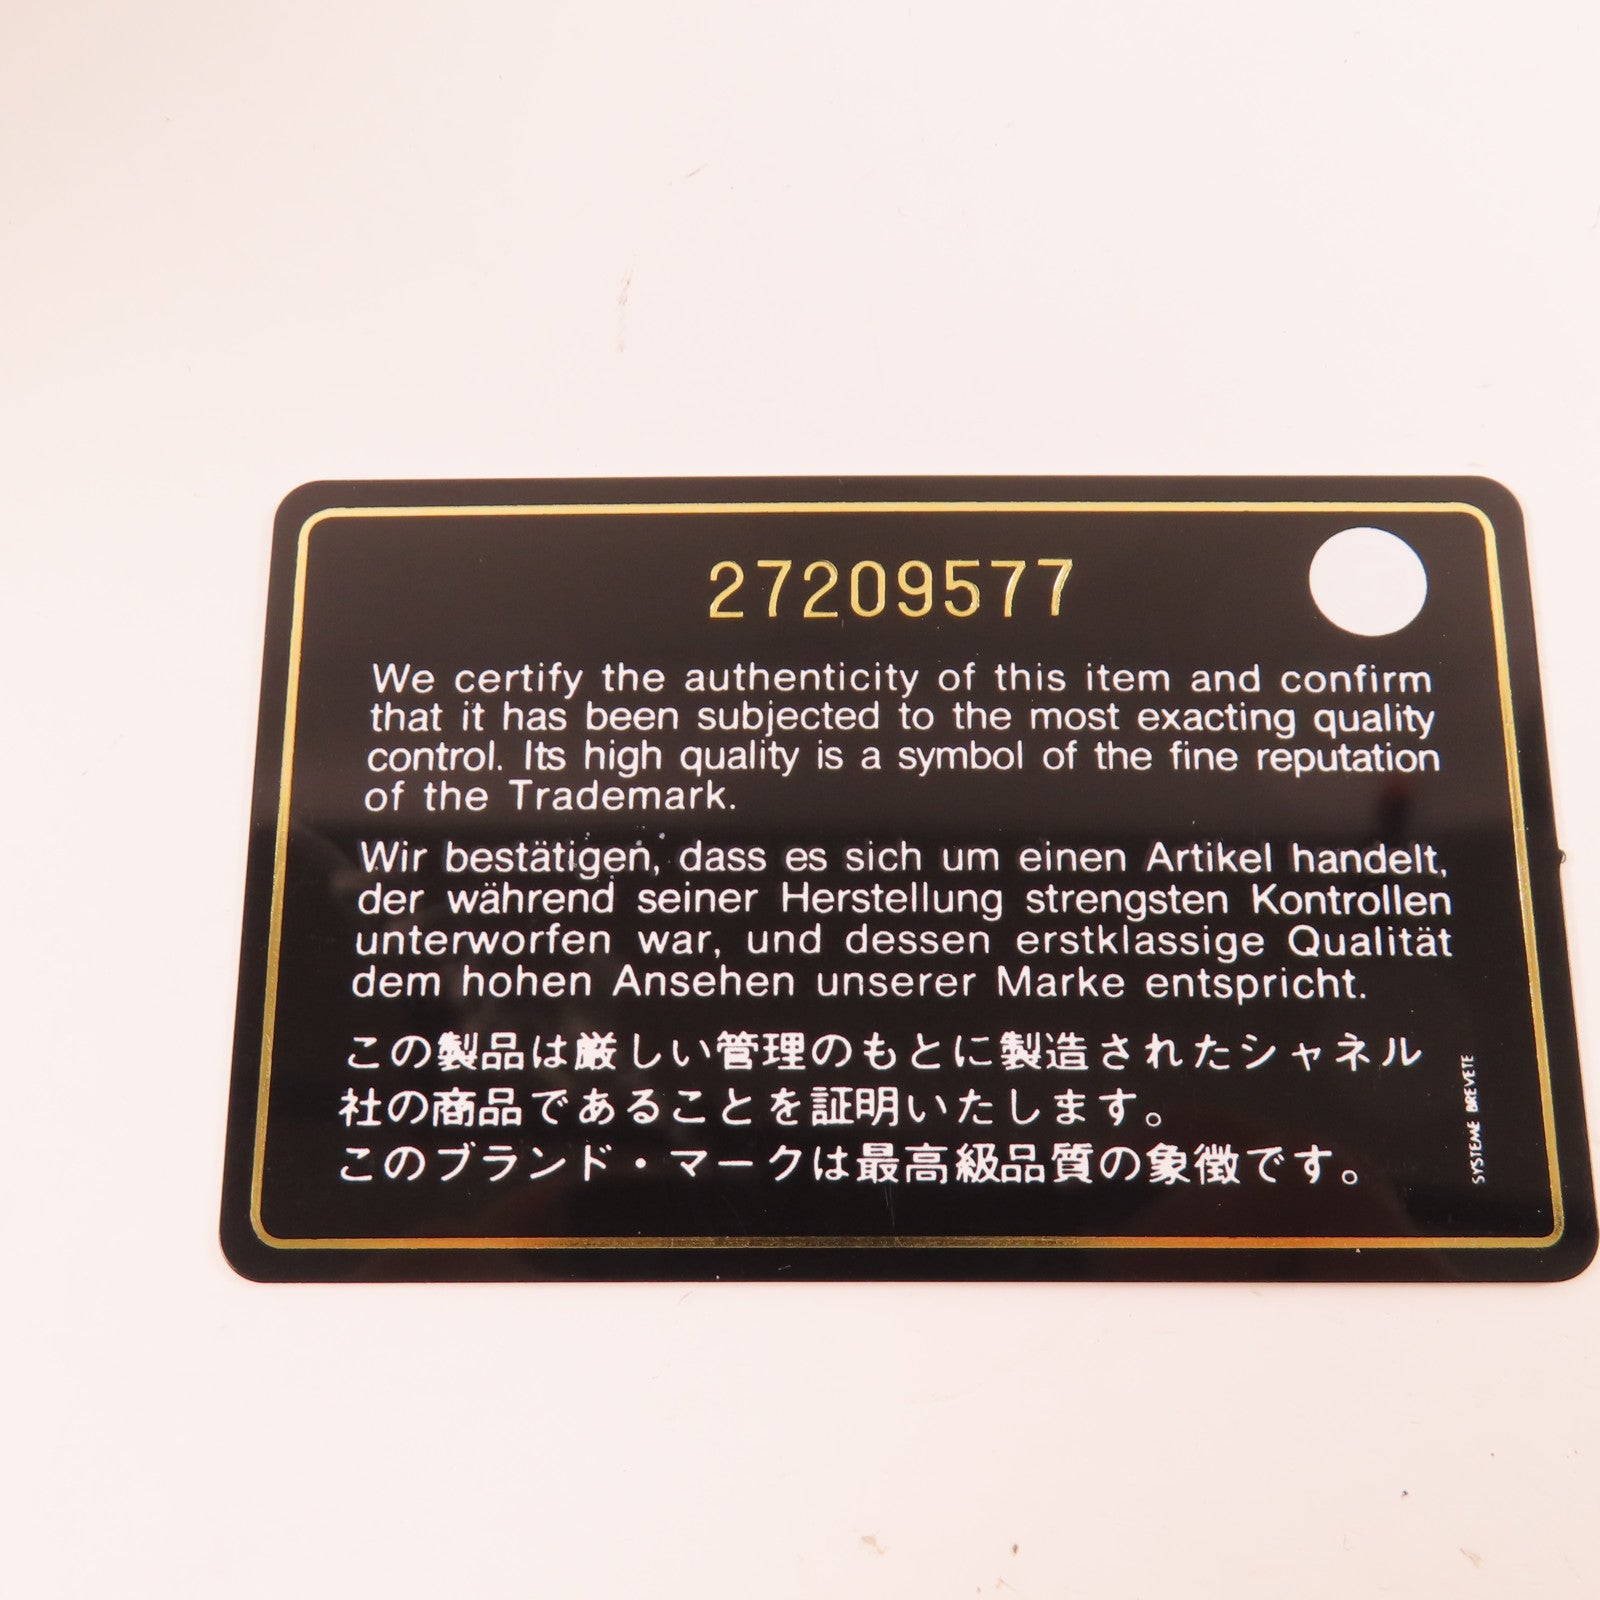 27209577
We certify the authenticity of this item and confirm
that it has been subjected to the most exacting quality
control. Its high quality is a symbol of the fine reputation
of the Trademark.
Wir bestätigen, dass es sich um einen Artikel handelt,
der während seiner Herstellung strengsten Kontrollen
unterworfen war, und dessen erstklassige Qualität
dem hohen Ansehen unserer Marke entspricht.
この製品は厳しい管理のもとに製造されたシャネル
社の商品であることを証明いたします。
このブランド・マークは最高級品質の象徴です。
SYSTEME BREVETE